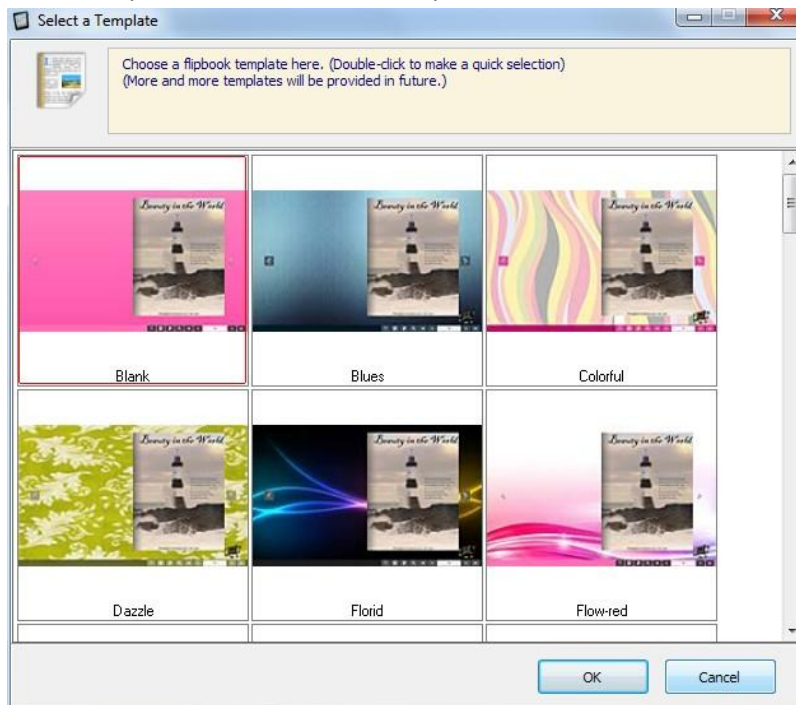 Select a Template
Choose a flipbook template here. (Double-click to make a quick selection)
(More and more templates will be provided in future.)
Beauty in the World
Beauty in the World
Beauty in the World
Blank
Blues
Colorful
Beauty in the World
Beauty in the World
Beauty in the World
Dazzle
Florid
Flow-red
OK
Cancel